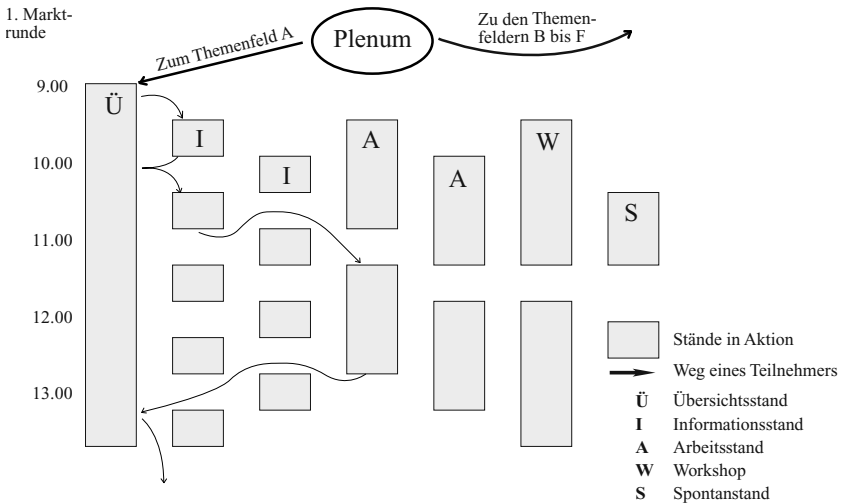 1. Markt-
runde
Zum Themenfeld A
Plenum
Zu den Themen-
feldern B bis F
9.00
10.00
11.00
12.00
13.00
Ü
I
I
A
A
W
S
Stände in Aktion
Weg eines Teilnehmers
Ü Übersichtsstand
I Informationsstand
A Arbeitsstand
W Workshop
S Spontanstand